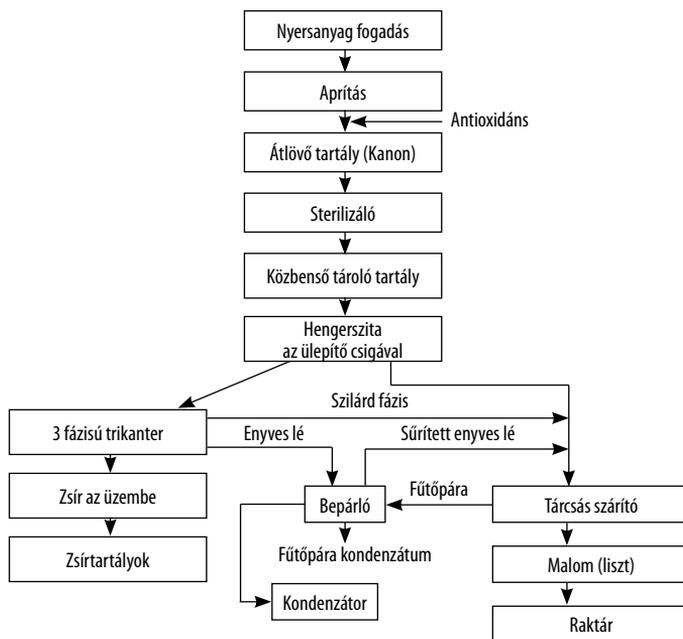 Nyersanyag fogadás
Aprítás
Antioxidáns
Átlövő tartály (Kanon)
Sterilizáló
Közbenső tároló tartály
Hengerszita
az ülepítő csigával
Szilárd fázis
3 fázisú trikanter
Enyves lé
Sűrített enyves lé
Zsír az üzembe
Bepárló
Fűtőpára
Tárcsás szárító
Zsírtartályok
Fűtőpára kondenzátum
Malom (liszt)
Kondenzátor
Raktár